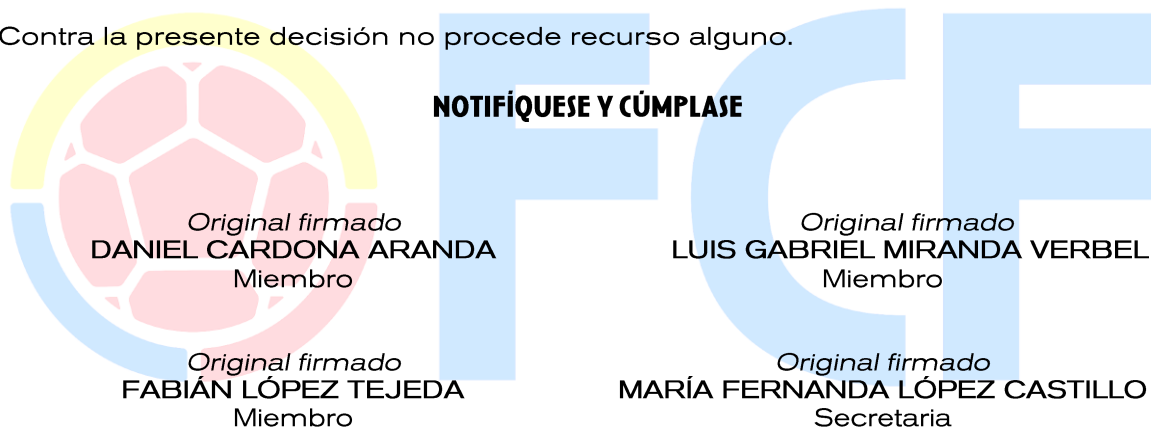 Contra la presente decisión no procede recurso alguno.
NOTIFÍQUESE Y CÚMPLASE
FCF
Original firmado
DANIEL CARDONA ARANDA
Miembro
Original firmado
LUIS GABRIEL MIRANDA VERBEL
Miembro
Original firmado
FABIÁN LÓPEZ TEJEDA
Miembro
Original firmado
MARÍA FERNANDA LÓPEZ CASTILLO
Secretaria